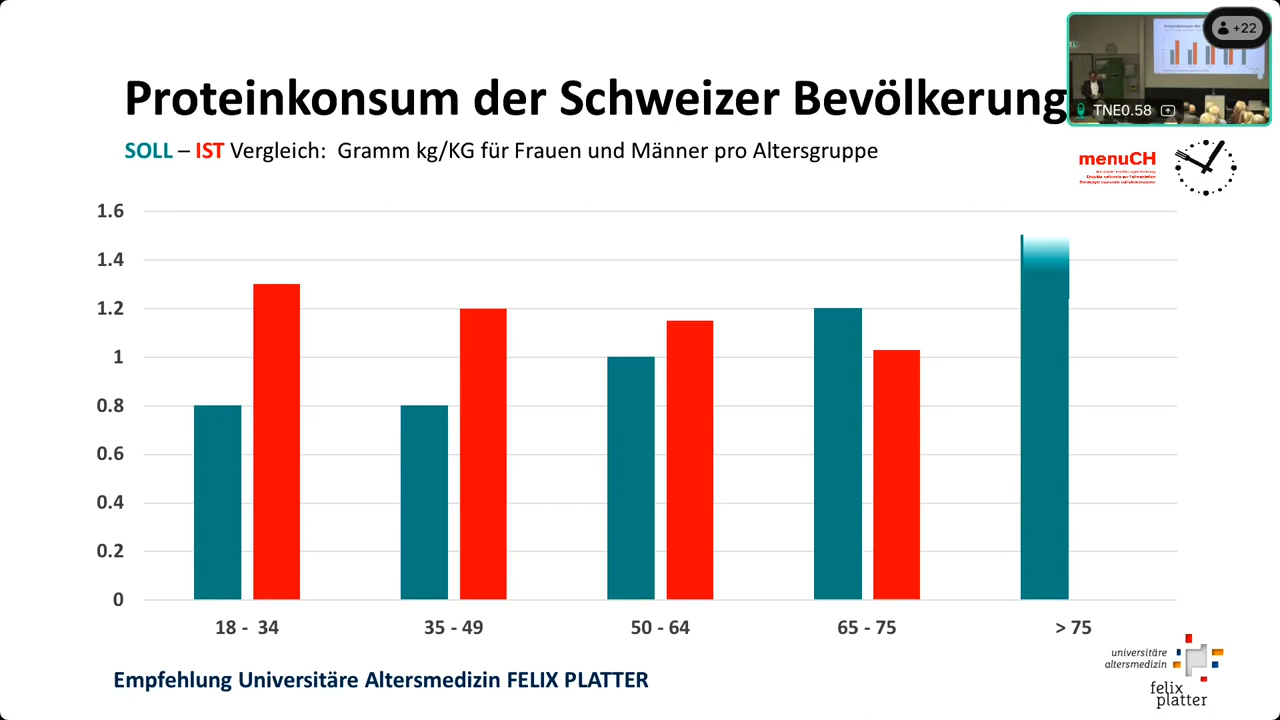 +22
Proteinkonsum der Schweizer Bevölkerung
TNE0.58
SOLL – IST Vergleich: Gramm kg/KG für Frauen und Männer pro Altersgruppe
menuCH
1.6
1.4
1.2
1
0.8
0.6
0.4
0.2
0
18 - 34
35 - 49
50 - 64
65 - 75
> 75
universitäre
altersmedizin
felix
platter
Empfehlung Universitäre Altersmedizin FELIX PLATTER